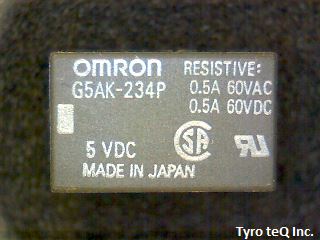 OMRON
RESISTIVE:
G5AK-234P
0.5A 60VAC
0.5A 60VDC
5 VDC
MADE IN JAPAN
Tyro teQ Inc.